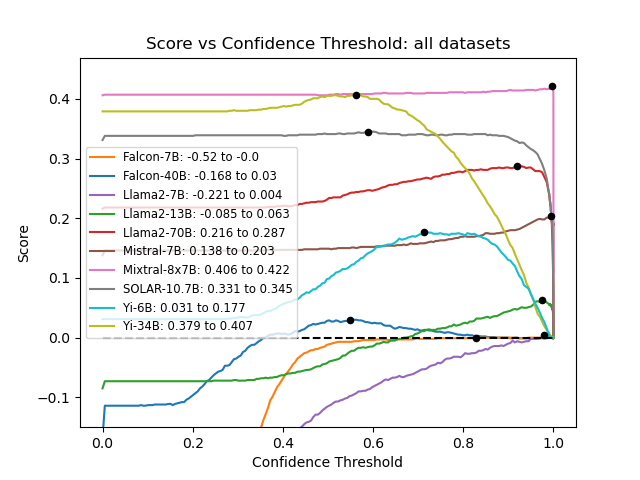 Score vs Confidence Threshold: all datasets
Score
0.4
0.3
0.2
0.1
0.0
−0.1
Falcon-7B: -0.52 to -0.0
Falcon-40B: -0.168 to 0.03
Llama2-7B: -0.221 to 0.004
Llama2-13B: -0.085 to 0.063
Llama2-70B: 0.216 to 0.287
Mistral-7B: 0.138 to 0.203
Mixtral-8x7B: 0.406 to 0.422
SOLAR-10.7B: 0.331 to 0.345
Yi-6B: 0.031 to 0.177
Yi-34B: 0.379 to 0.407
0.0 0.2 0.4 0.6 0.8 1.0
Confidence Threshold